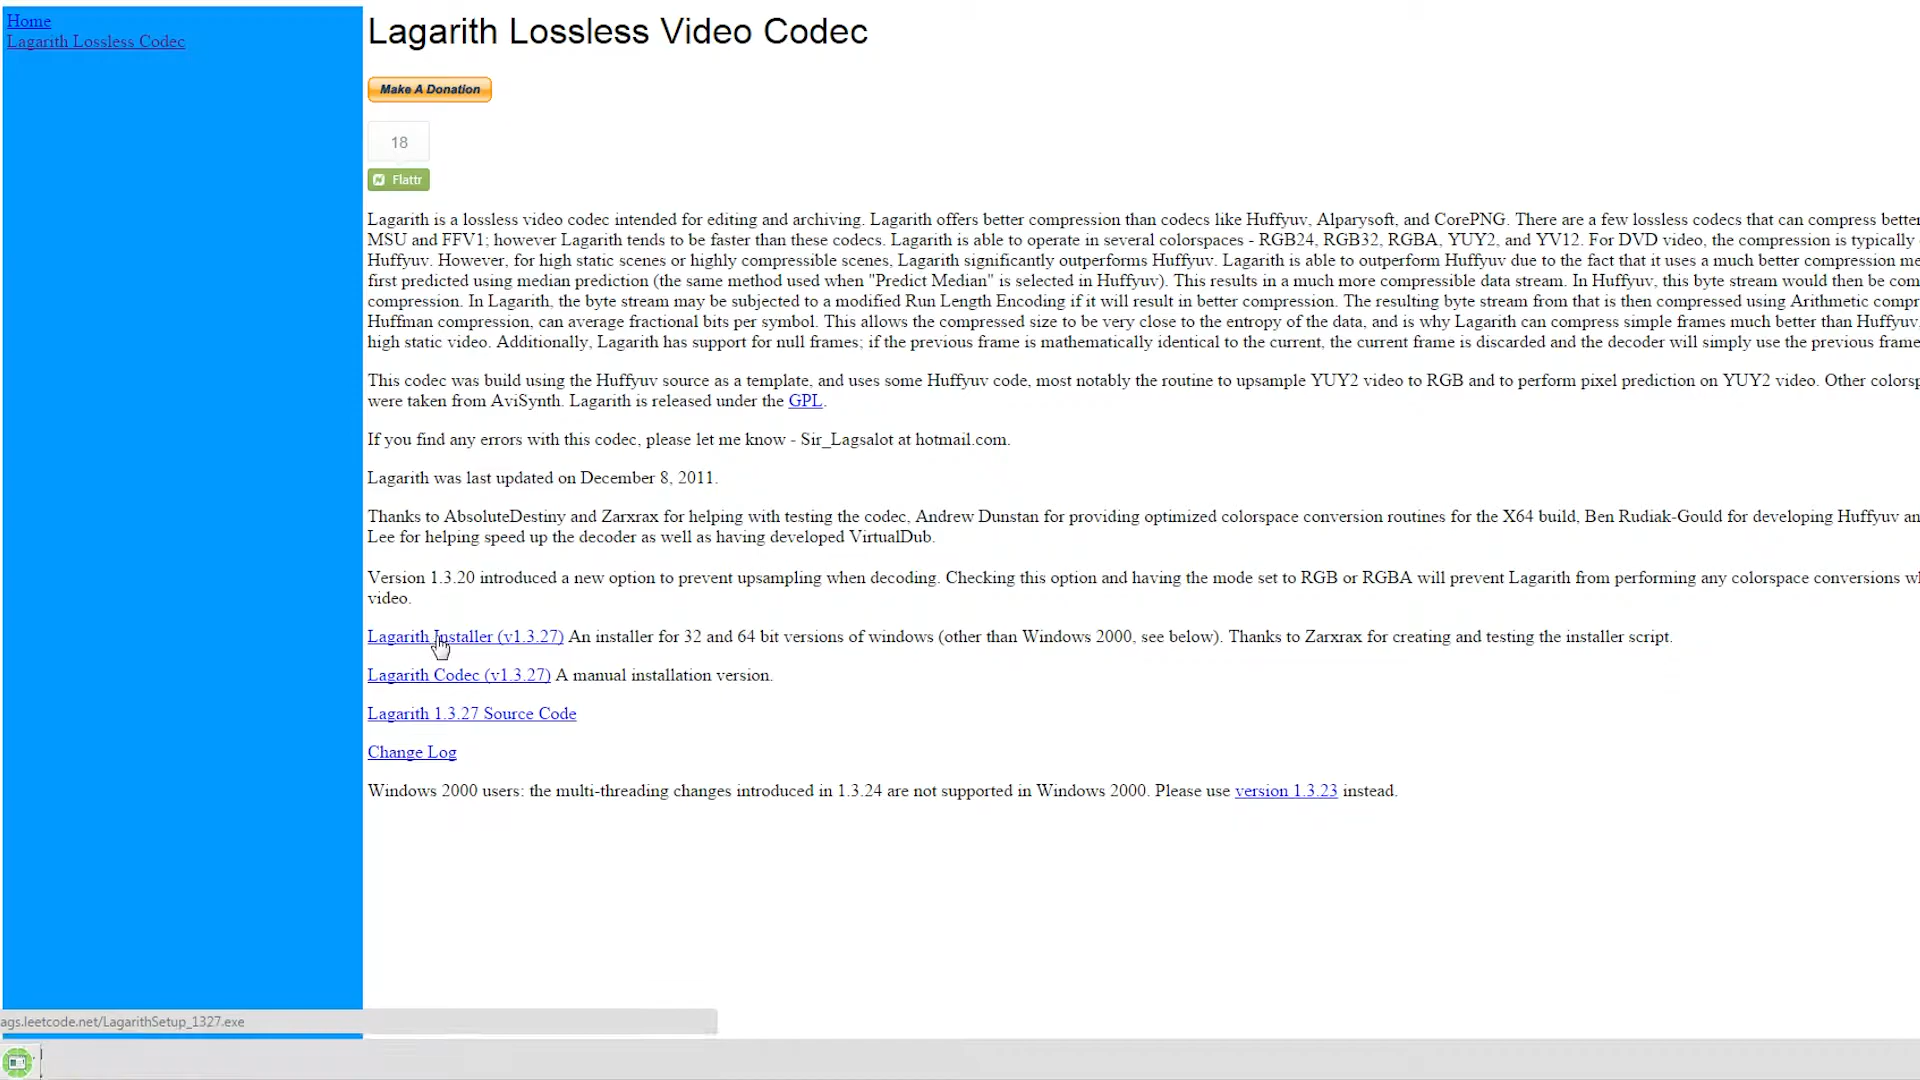 Home
Lagarith Lossless Codec
Lagarith Lossless Video Codec
Make A Donation
18
Flattr
Lagarith is a lossless video codec intended for editing and archiving. Lagarith offers better compression than codecs like Huffyuv, Alparysoft, and CorePNG. There are a few lossless codecs that can compress better
MSU and FFV1; however Lagarith tends to be faster than these codecs. Lagarith is able to operate in several colorspaces - RGB24, RGB32, RGBA, YUY2, and YV12. For DVD video, the compression is typically
Huffyuv. However, for high static scenes or highly compressible scenes, Lagarith significantly outperforms Huffyuv. Lagarith is able to outperform Huffyuv due to the fact that it uses a much better compression me
first predicted using median prediction (the same method used when "Predict Median" is selected in Huffyuv). This results in a much more compressible data stream. In Huffyuv, this byte stream would then be com
compression. In Lagarith, the byte stream may be subjected to a modified Run Length Encoding if it will result in better compression. The resulting byte stream from that is then compressed using Arithmetic compr
Huffman compression, can average fractional bits per symbol. This allows the compressed size to be very close to the entropy of the data, and is why Lagarith can compress simple frames much better than Huffyuv,
high static video. Additionally, Lagarith has support for null frames; if the previous frame is mathematically identical to the current, the current frame is discarded and the decoder will simply use the previous frame
This codec was build using the Huffyuv source as a template, and uses some Huffyuv code, most notably the routine to upsample YUY2 video to RGB and to perform pixel prediction on YUY2 video. Other colorsp
were taken from AviSynth. Lagarith is released under the GPL.
If you find any errors with this codec, please let me know - Sir_Lagsalot at hotmail.com.
Lagarith was last updated on December 8, 2011.
Thanks to AbsoluteDestiny and Zarxrax for helping with testing the codec, Andrew Dunstan for providing optimized colorspace conversion routines for the X64 build, Ben Rudiak-Gould for developing Huffyuv an
Lee for helping speed up the decoder as well as having developed VirtualDub.
Version 1.3.20 introduced a new option to prevent upsampling when decoding. Checking this option and having the mode set to RGB or RGBA will prevent Lagarith from performing any colorspace conversions wh
video.
Lagarith Installer (v1.3.27) An installer for 32 and 64 bit versions of windows (other than Windows 2000, see below). Thanks to Zarxrax for creating and testing the installer script.
Lagarith Codec (v1.3.27) A manual installation version.
Lagarith 1.3.27 Source Code
Change Log
Windows 2000 users: the multi-threading changes introduced in 1.3.24 are not supported in Windows 2000. Please use version 1.3.23 instead.
ags.leetcode.net/LagarithSetup_1327.exe